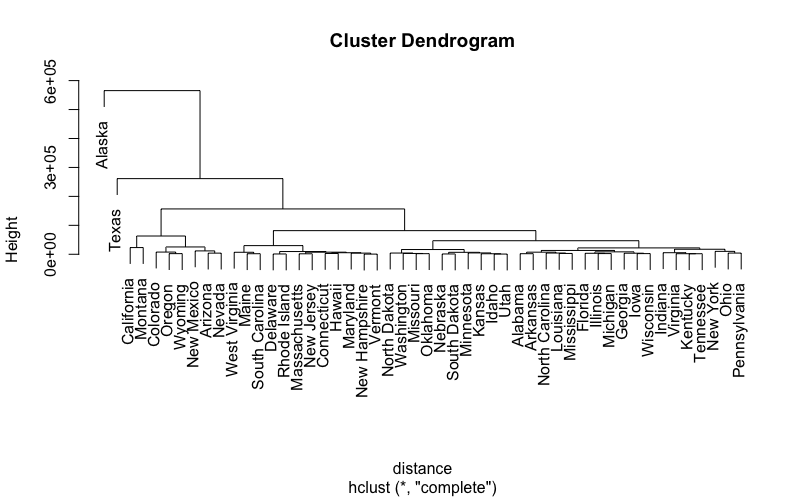 Cluster Dendrogram
Height
6e+05
3e+05
0e+00
Alaska
Texas
California
Montana
Colorado
Oregon
Wyoming
New Mexico
Arizona
Nevada
West Virginia
Maine
South Carolina
Delaware
Rhode Island
Massachusetts
New Jersey
Connecticut
Hawaii
Maryland
New Hampshire
Vermont
North Dakota
Washington
Missouri
Oklahoma
Nebraska
South Dakota
Minnesota
Kansas
Idaho
Utah
Alabama
Arkansas
North Carolina
Louisiana
Mississippi
Florida
Illinois
Michigan
Georgia
Iowa
Wisconsin
Indiana
Virginia
Kentucky
Tennessee
New York
Ohio
Pennsylvania
distance
hclust (*, "complete")